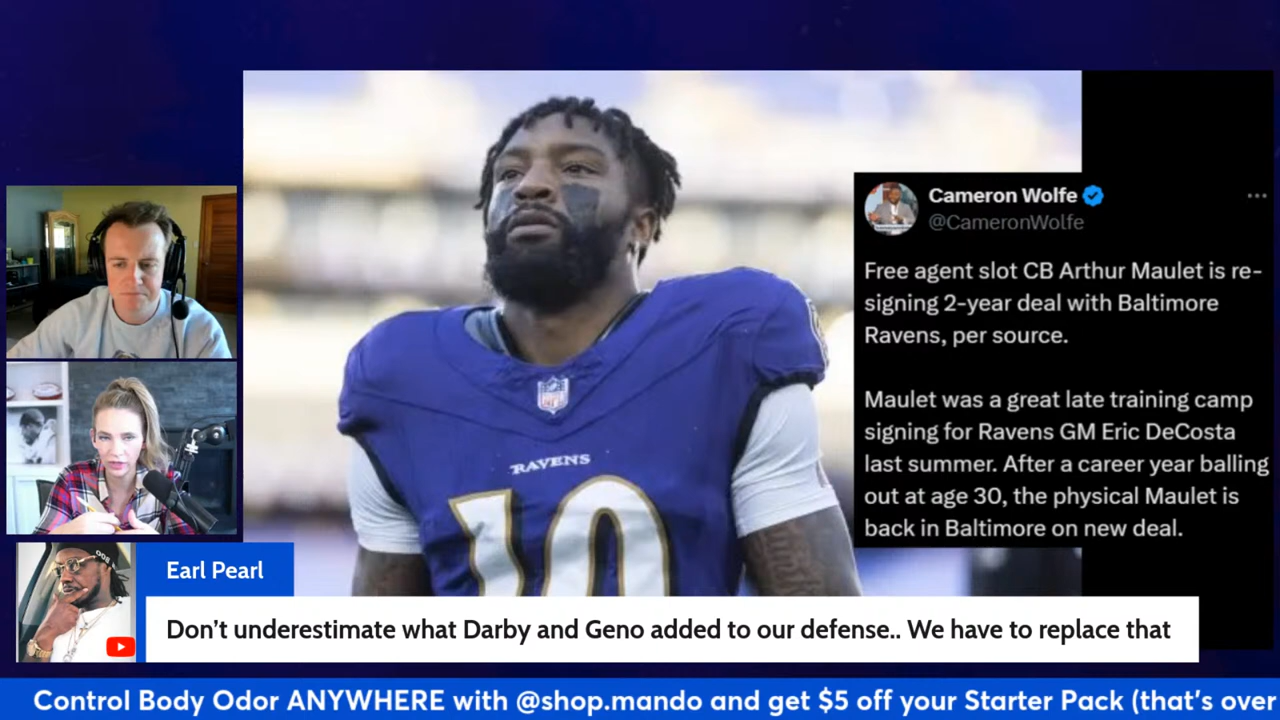 Cameron Wolfe
@CameronWolfe
Free agent slot CB Arthur Maulet is re-
signing 2-year deal with Baltimore
Ravens, per source.
Maulet was a great late training camp
signing for Ravens GM Eric DeCosta
last summer. After a career year balling
out at age 30, the physical Maulet is
back in Baltimore on new deal.
NFL
RAVENS
10
Earl Pearl
Don't underestimate what Darby and Geno added to our defense.. We have to replace that
Control Body Odor ANYWHERE with @shop.mando and get $5 off your Starter Pack (that's over